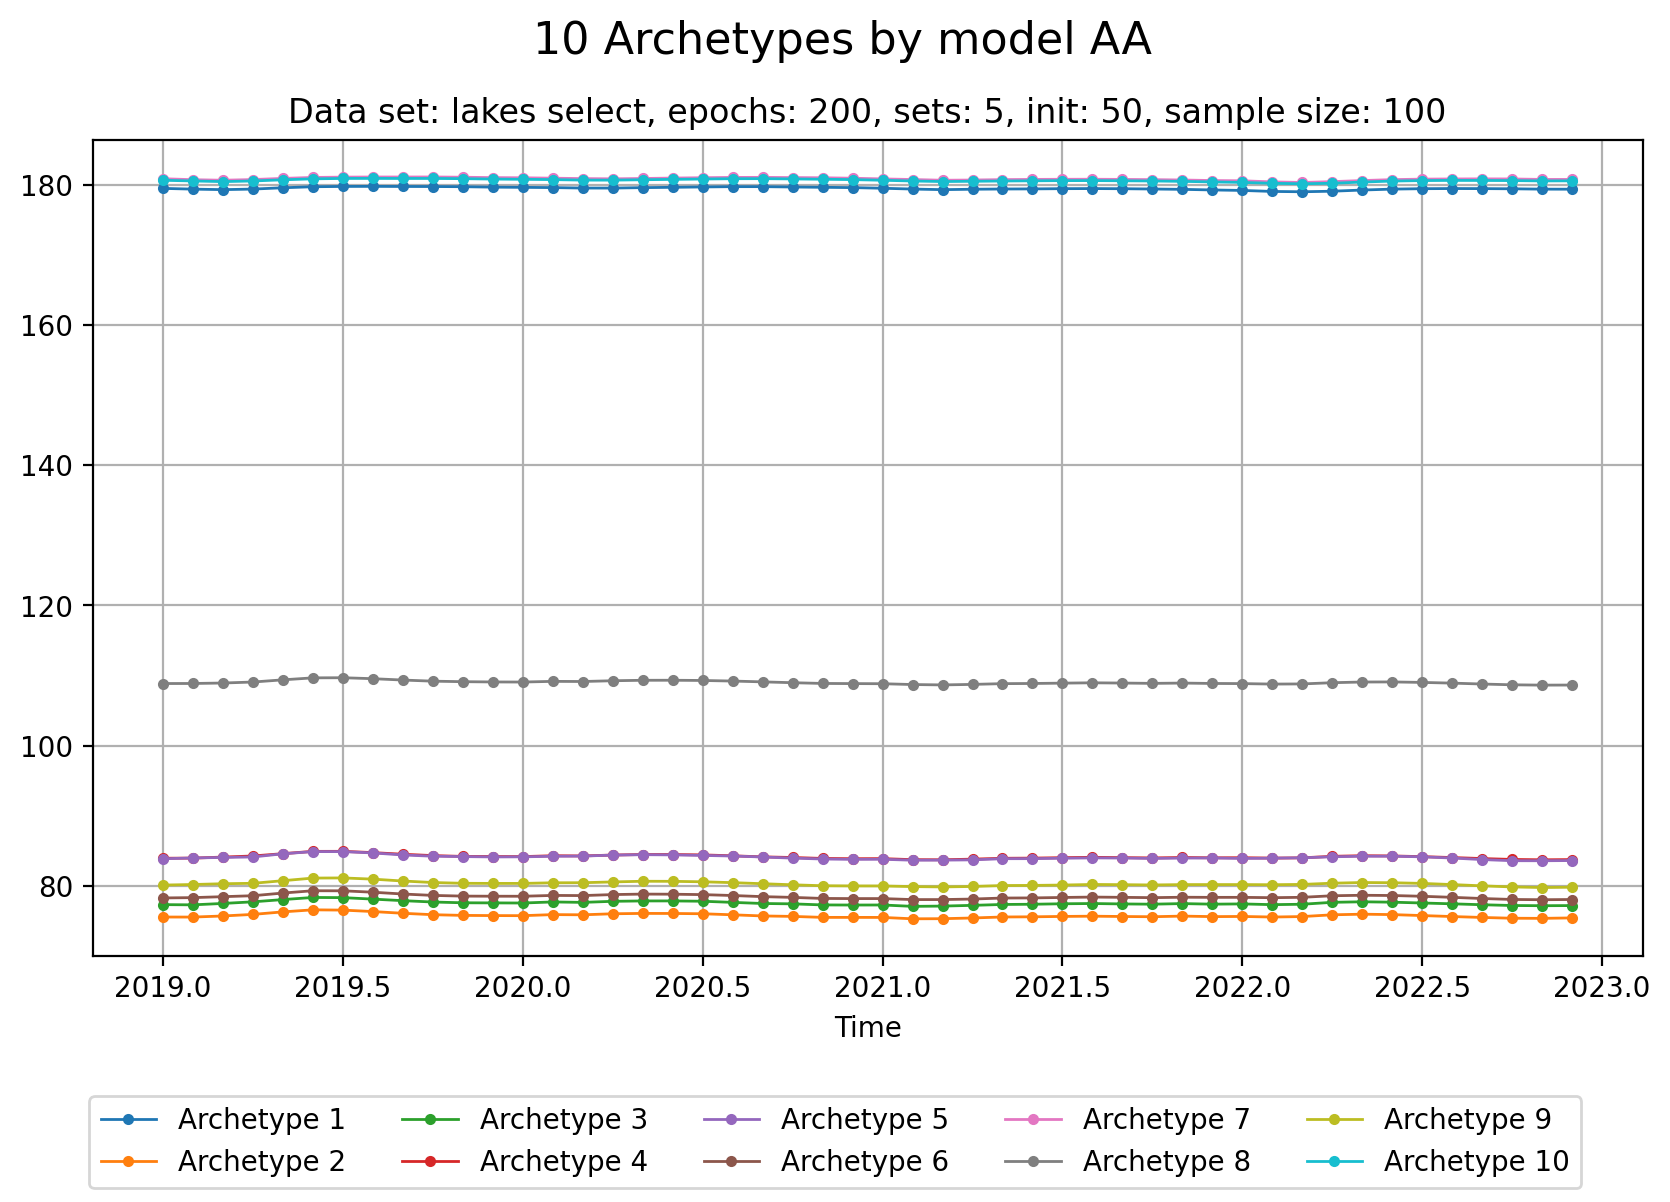 10 Archetypes by model AA
Data set: lakes select, epochs: 200, sets: 5, init: 50, sample size: 100
180
160
140
120
100
80
2019.0 2019.5 2020.0 2020.5 2021.0 2021.5 2022.0 2022.5 2023.0
Time
Archetype 1 Archetype 3 Archetype 5 Archetype 7 Archetype 9
Archetype 2 Archetype 4 Archetype 6 Archetype 8 Archetype 10